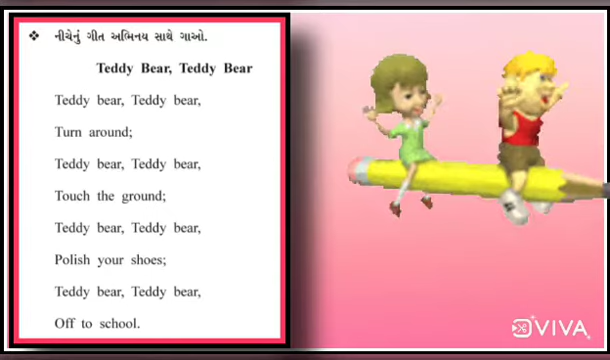 ❖ નીચેનું ગીત અભિનય સાથે ગાઓ.
Teddy Bear, Teddy Bear
Teddy bear, Teddy bear,
Turn around;
Teddy bear, Teddy bear,
Touch the ground;
Teddy bear, Teddy bear,
Polish your shoes;
Teddy bear, Teddy bear,
Off to school.
VIVA